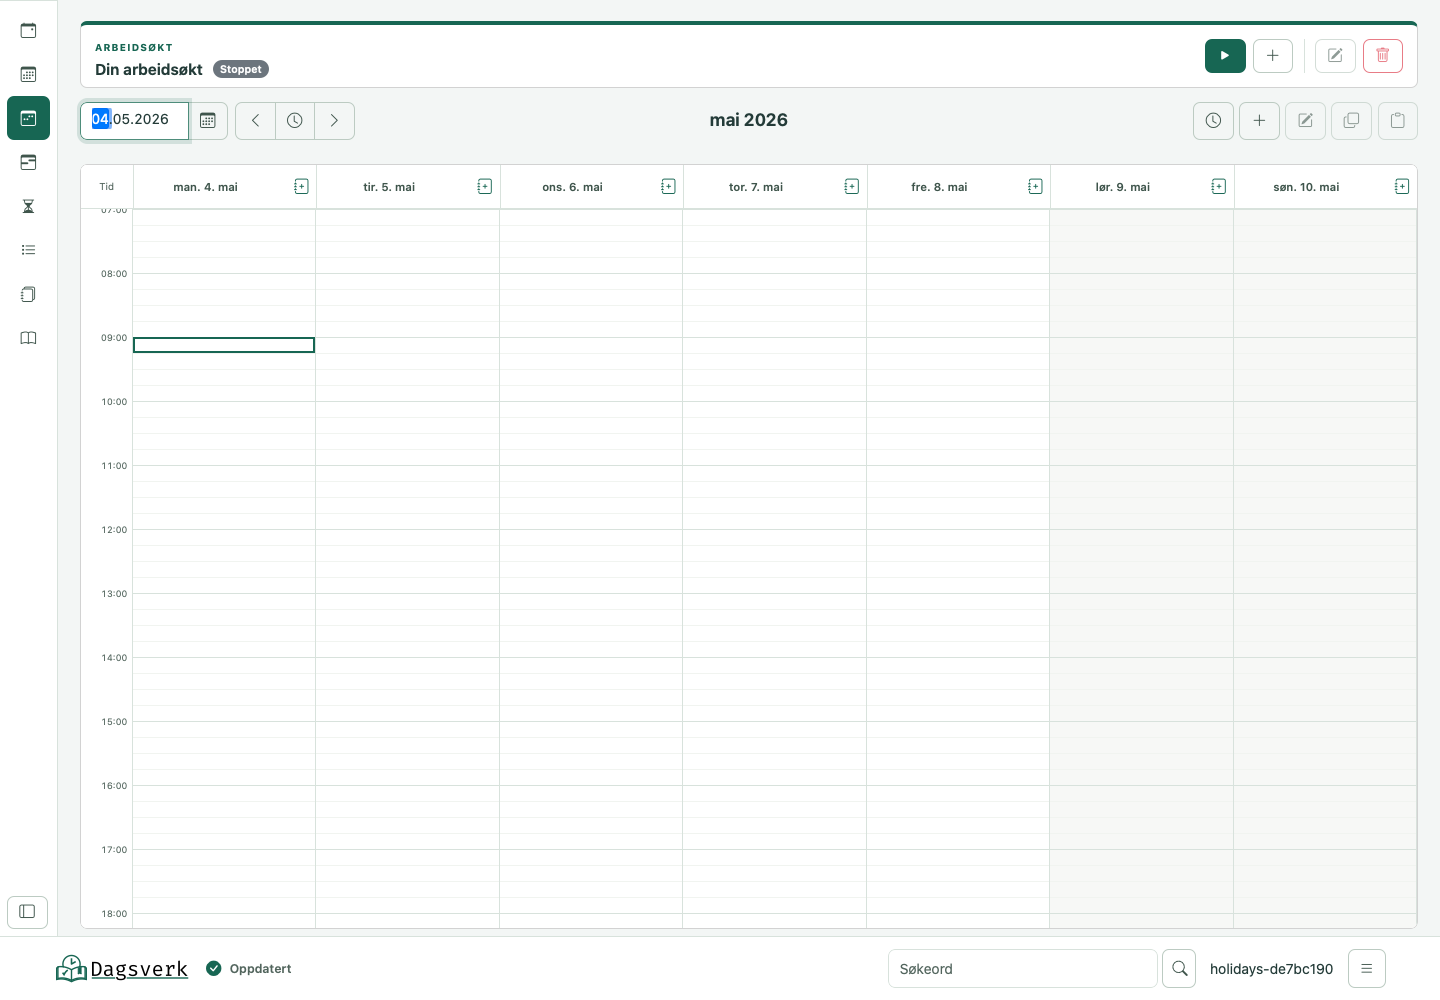 ARBEIDSØKT
Din arbeidsøkt Stoppet
04.05.2026
mai 2026
Tid man. 4. mai tir. 5. mai ons. 6. mai tor. 7. mai fre. 8. mai lør. 9. mai søn. 10. mai
07:00
08:00
09:00
10:00
11:00
12:00
13:00
14:00
15:00
16:00
17:00
18:00
Dagsverk Oppdatert Søkeord holidays-de7bc190